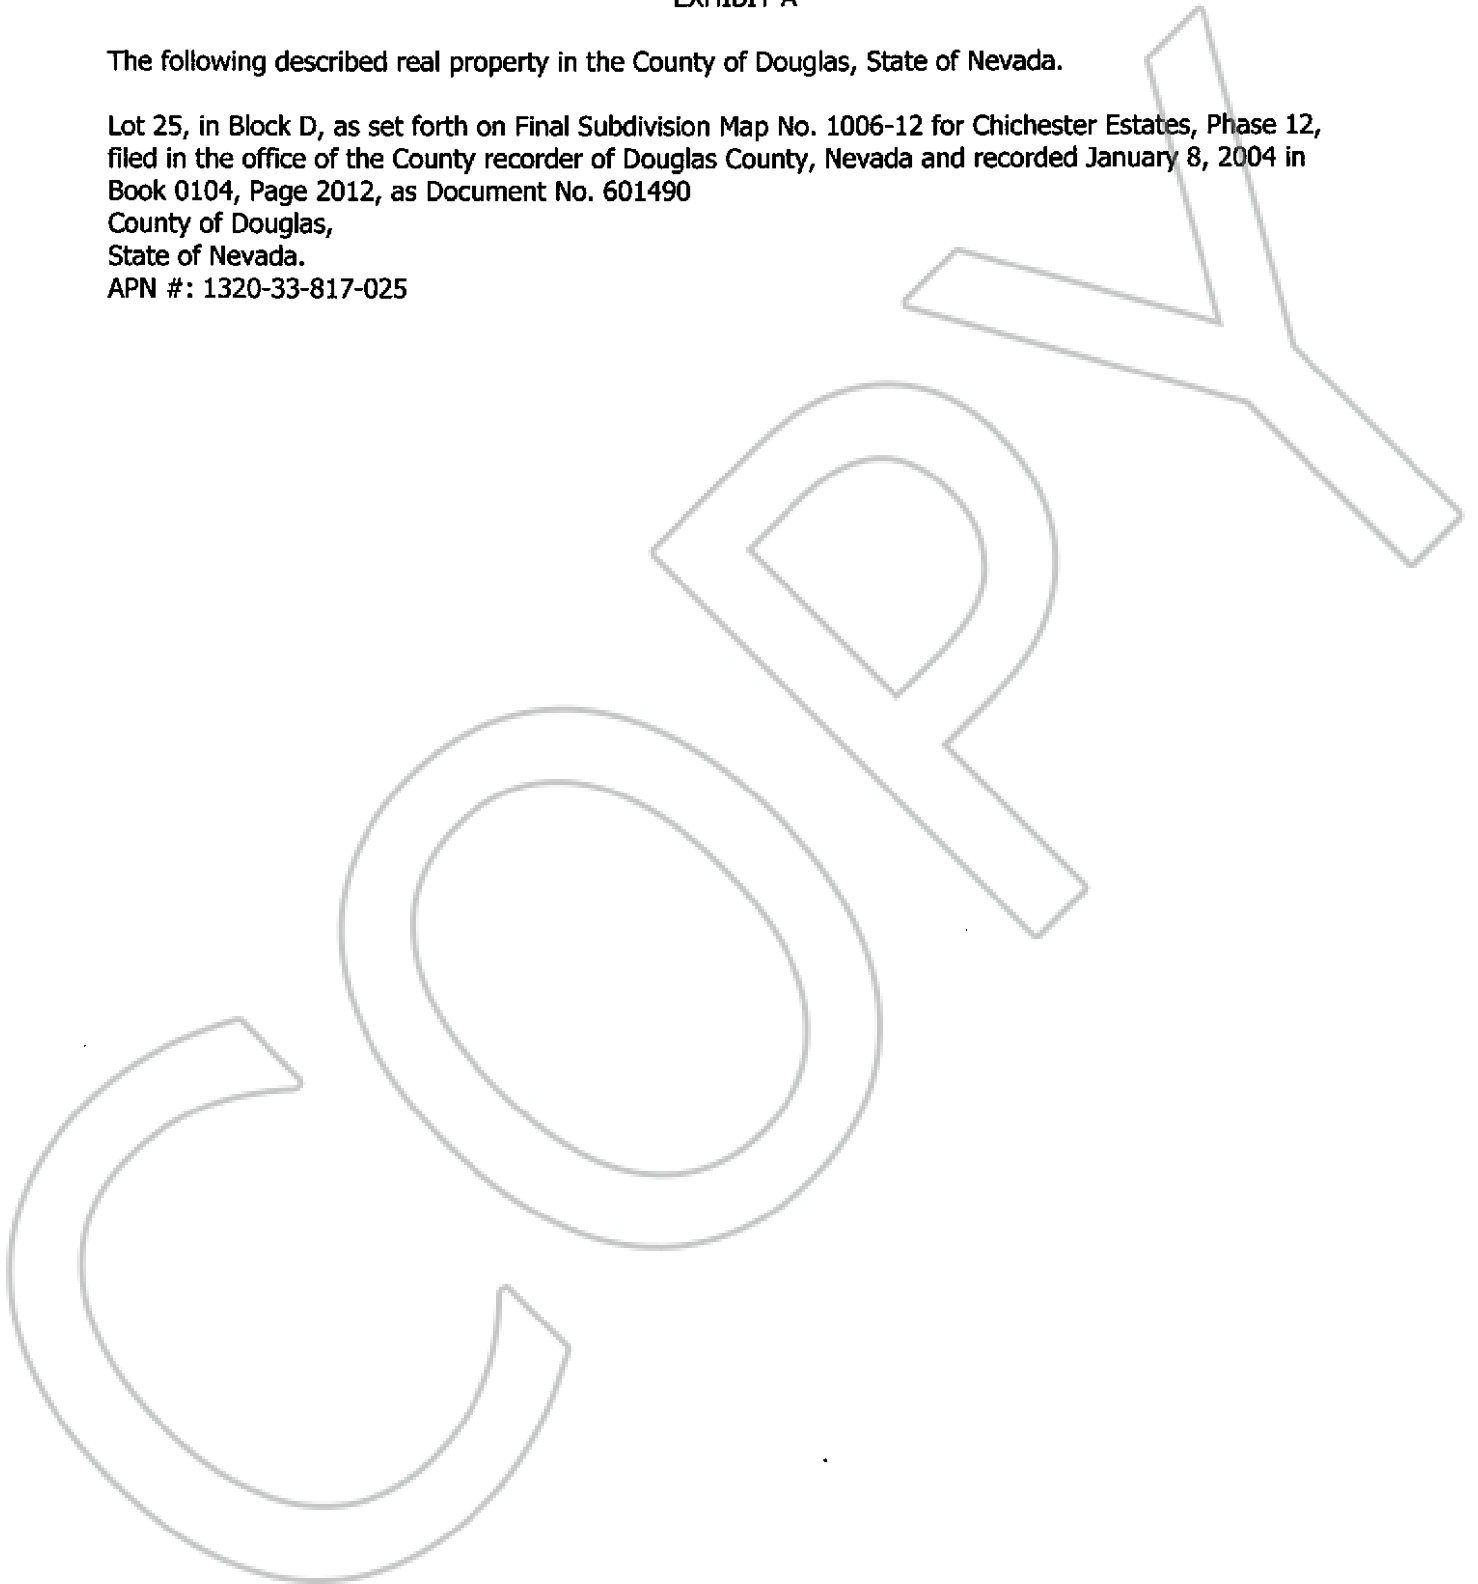 EXHIBIT A
The following described real property in the County of Douglas, State of Nevada.
Lot 25, in Block D, as set forth on Final Subdivision Map No. 1006-12 for Chichester Estates, Phase 12,
filed in the office of the County recorder of Douglas County, Nevada and recorded January 8, 2004 in
Book 0104, Page 2012, as Document No. 601490
County of Douglas,
State of Nevada.
APN #: 1320-33-817-025
COPY